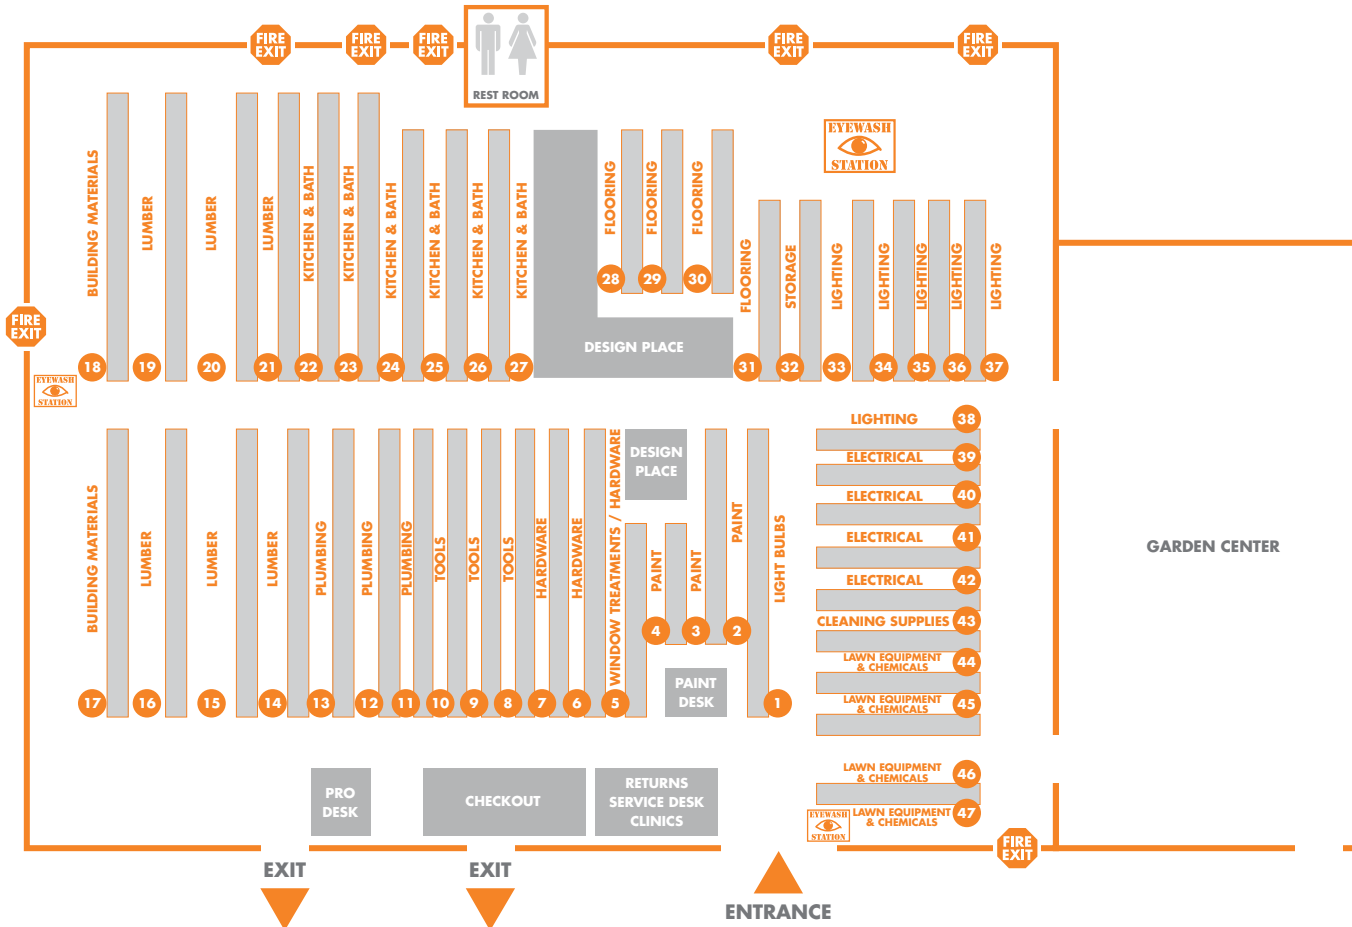 FIRE
EXIT
FIRE
EXIT
FIRE
EXIT
REST ROOM
FIRE
EXIT
FIRE
EXIT
EYEWASH
STATION
BUILDING MATERIALS
LUMBER
LUMBER
LUMBER
KITCHEN & BATH
KITCHEN & BATH
KITCHEN & BATH
KITCHEN & BATH
KITCHEN & BATH
KITCHEN & BATH
FLOORING
FLOORING
FLOORING
28
29
30
FLOORING
STORAGE
LIGHTING
LIGHTING
LIGHTING
LIGHTING
LIGHTING
FIRE
EXIT
DESIGN PLACE
18
19
20
21
22
23
24
25
26
27
31
32
33
34
35
36
37
EYEWASH
STATION
LIGHTING 38
ELECTRICAL 39
ELECTRICAL 40
ELECTRICAL 41
ELECTRICAL 42
CLEANING SUPPLIES 43
LAWN EQUIPMENT
& CHEMICALS
44
LAWN EQUIPMENT
& CHEMICALS
45
LAWN EQUIPMENT
& CHEMICALS
46
LAWN EQUIPMENT
& CHEMICALS
47
BUILDING MATERIALS
LUMBER
LUMBER
LUMBER
PLUMBING
PLUMBING
PLUMBING
TOOLS
TOOLS
TOOLS
HARDWARE
HARDWARE
WINDOW TREATMENTS / HARDWARE
DESIGN
PLACE
PAINT
PAINT
PAINT
LIGHT BULBS
4
3
2
PAINT
DESK
17
16
15
14
13
12
11
10
9
8
7
6
5
1
GARDEN CENTER
PRO
DESK
CHECKOUT
RETURNS
SERVICE DESK
CLINICS
EYEWASH
STATION
FIRE
EXIT
EXIT
EXIT
ENTRANCE